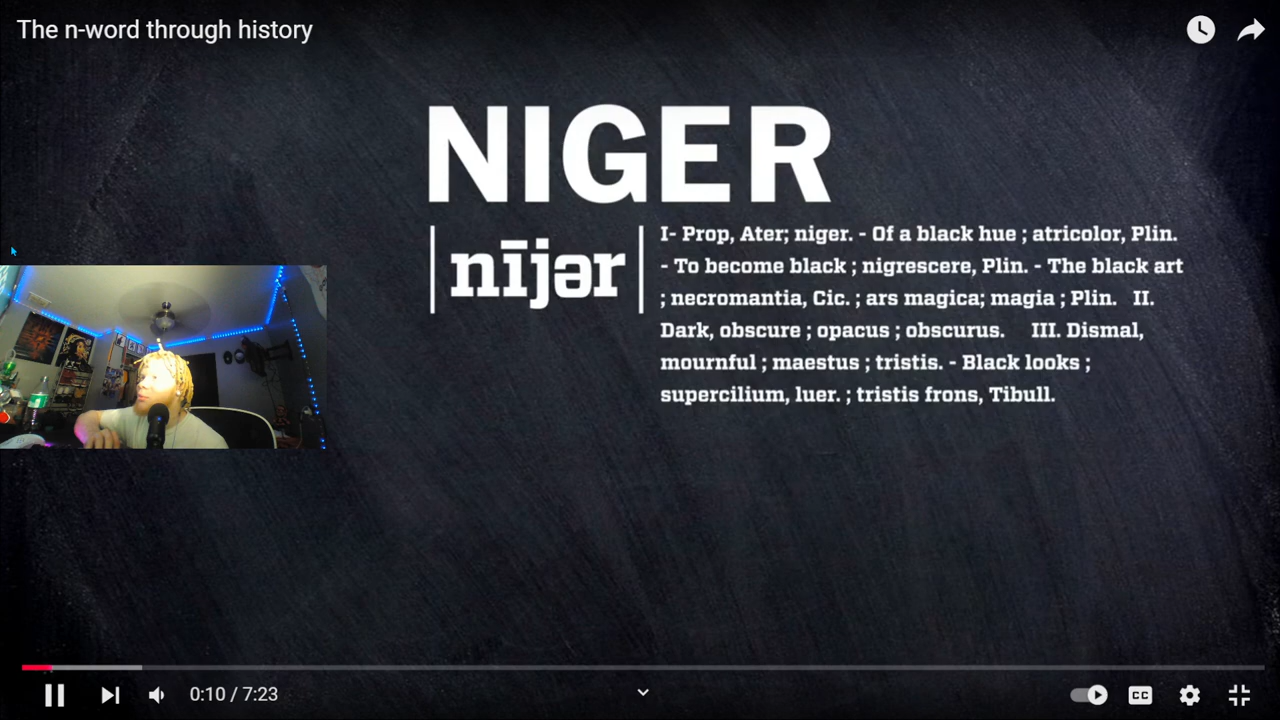 The n-word through history
NIGER
nījər
I- Prop, Ater; niger. - Of a black hue ; atricolor, Plin.
- To become black ; nigrescere, Plin. - The black art
; necromantia, Cic. ; ars magica; magia ; Plin. II.
Dark, obscure ; opacus ; obscurus. III. Dismal,
mournful ; maestus ; tristis. - Black looks ;
supercilium, luer. ; tristis frons, Tibull.
0:10 / 7:23
CC